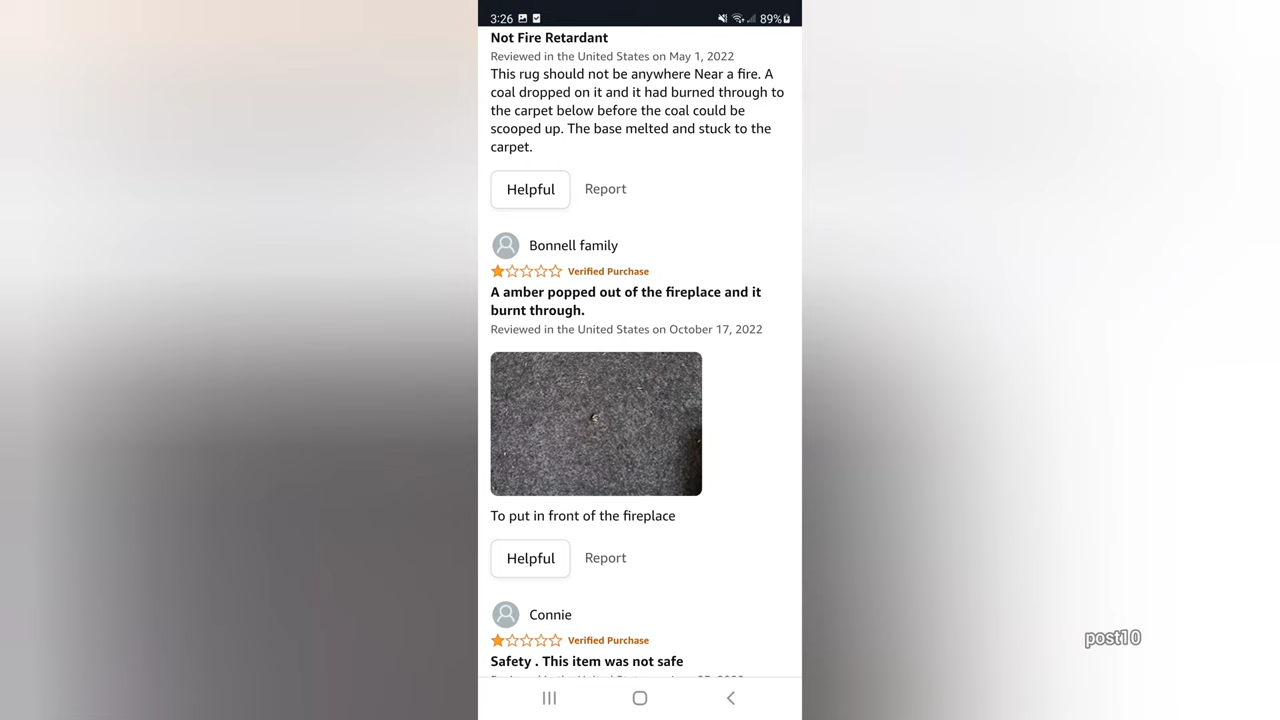 3:26
89%
Not Fire Retardant
Reviewed in the United States on May 1, 2022
This rug should not be anywhere Near a fire. A
coal dropped on it and it had burned through to
the carpet below before the coal could be
scooped up. The base melted and stuck to the
carpet.
Helpful Report
Bonnell family
Verified Purchase
A amber popped out of the fireplace and it
burnt through.
Reviewed in the United States on October 17, 2022
To put in front of the fireplace
Helpful Report
Connie
Verified Purchase
Safety . This item was not safe
post10